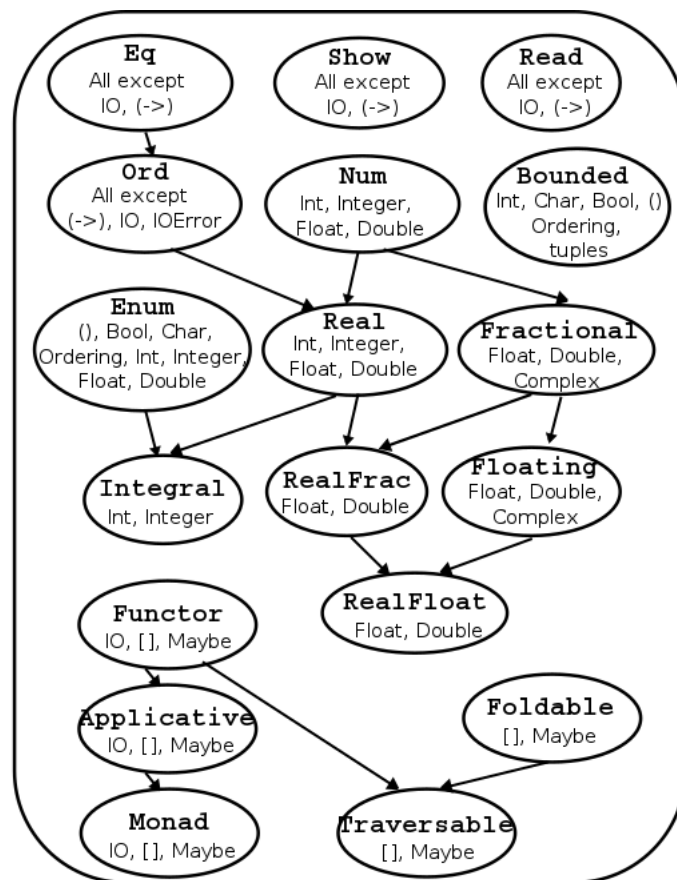 Eq
All except
IO, (->)
Show
All except
IO, (->)
Read
All except
IO, (->)
Ord
All except
(->), IO, IOError
Num
Int, Integer,
Float, Double
Bounded
Int, Char, Bool, ()
Ordering,
tuples
Enum
(), Bool, Char,
Ordering, Int, Integer,
Float, Double
Real
Int, Integer,
Float, Double
Fractional
Float, Double,
Complex
Integral
Int, Integer
RealFrac
Float, Double
Floating
Float, Double,
Complex
RealFloat
Float, Double
Functor
IO, [], Maybe
Applicative
IO, [], Maybe
Foldable
[], Maybe
Monad
IO, [], Maybe
Traversable
[], Maybe